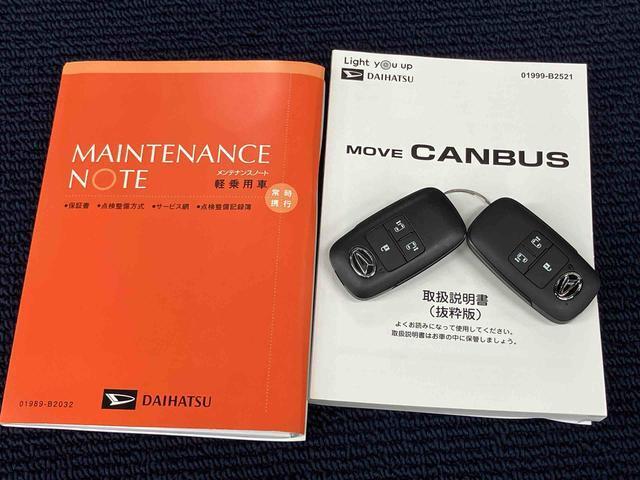 MAINTENANCE
NOTE
メンテナンスノート
軽乗用車
常時
携行
•保証書 •点検整備方式 •サービス網 •点検整備記録簿
DAIHATSU
01989-B2032
Light you up
DAIHATSU
01999-B2521
MOVE CANBUS
取扱説明書
(抜粋版)
よくお読みになって使用してください。
取扱説明書はお車の中に保管しましょう。